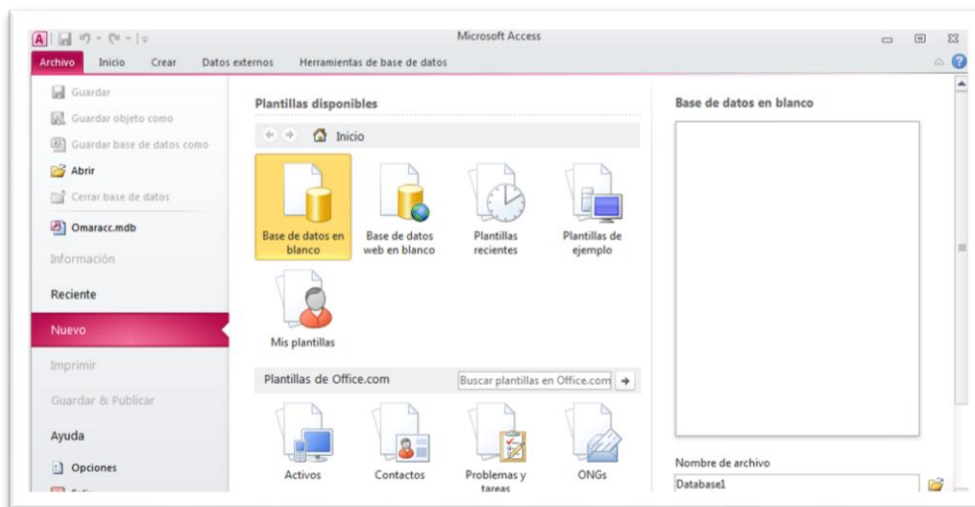 Microsoft Access
Archivo Inicio Crear Datos externos Herramientas de base de datos
Guardar
Guardar objeto como
Guardar base de datos como
Abrir
Cerrar base de datos
Omaracc.mdb
Información
Reciente
Nuevo
Imprimir
Guardar & Publicar
Ayuda
Opciones
Plantillas disponibles
Inicio
Base de datos en
blanco
Base de datos
web en blanco
Plantillas
recientes
Plantillas de
ejemplo
Mis plantillas
Plantillas de Office.com
Buscar plantillas en Office.com
Activos
Contactos
Problemas y
tareas
ONGs
Base de datos en blanco
Nombre de archivo
Database1